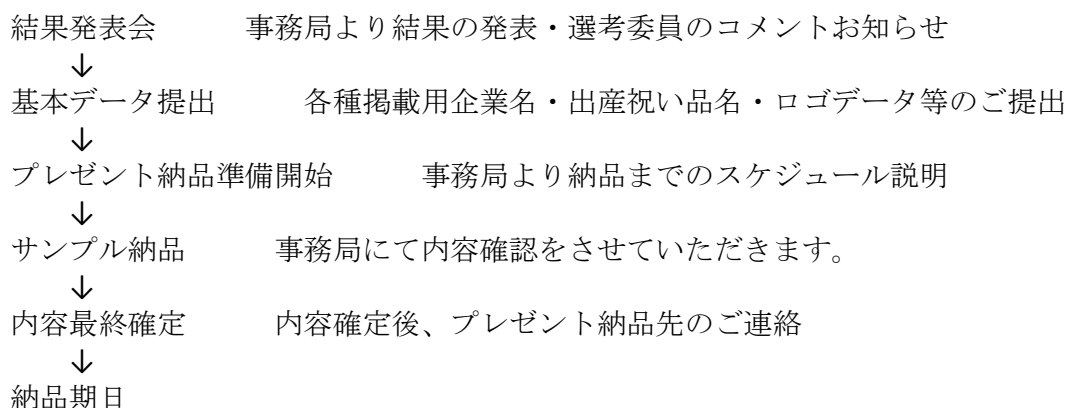 結果発表会　　　事務局より結果の発表・選考委員のコメントお知らせ
↓
基本データ提出　　　各種掲載用企業名・出産祝い品名・ロゴデータ等のご提出
↓
プレゼント納品準備開始　　　事務局より納品までのスケジュール説明
↓
サンプル納品　　　事務局にて内容確認をさせていただきます。
↓
内容最終確定　　　内容確定後、プレゼント納品先のご連絡
↓
納品期日